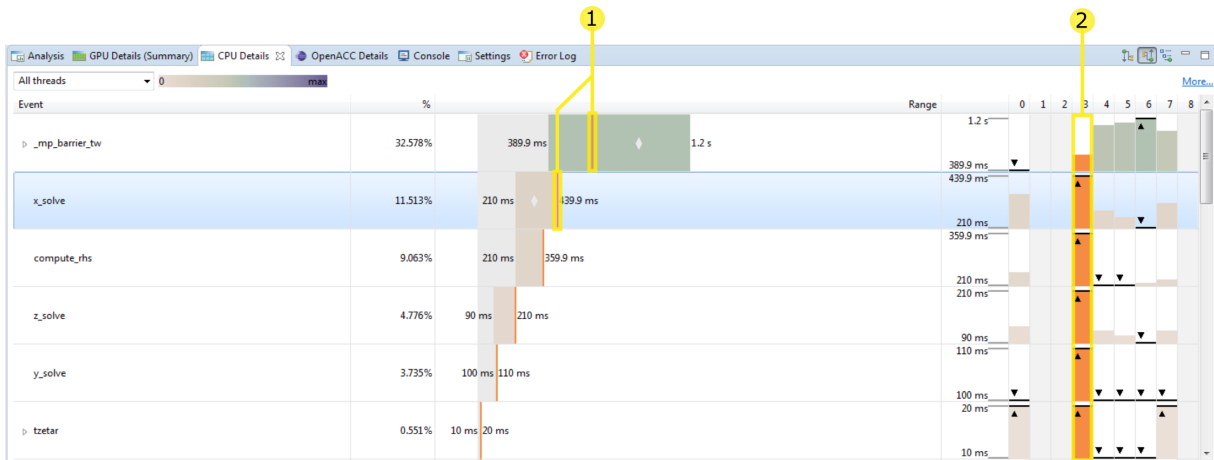 1 2
Analysis GPU Details (Summary) CPU Details OpenACC Details Console Settings Error Log
All threads 0 max More...
Event % Range 0 1 2 3 4 5 6 7 8
_mp_barrier_tw 32.578% 389.9 ms 1.2 s 1.2 s
389.9 ms
x_solve 11.513% 210 ms 439.9 ms 439.9 ms
210 ms
compute_rhs 9.063% 210 ms 359.9 ms 359.9 ms
210 ms
z_solve 4.776% 90 ms 210 ms 210 ms
90 ms
y_solve 3.735% 100 ms 110 ms 110 ms
100 ms
tzetar 0.551% 10 ms 20 ms 20 ms
10 ms